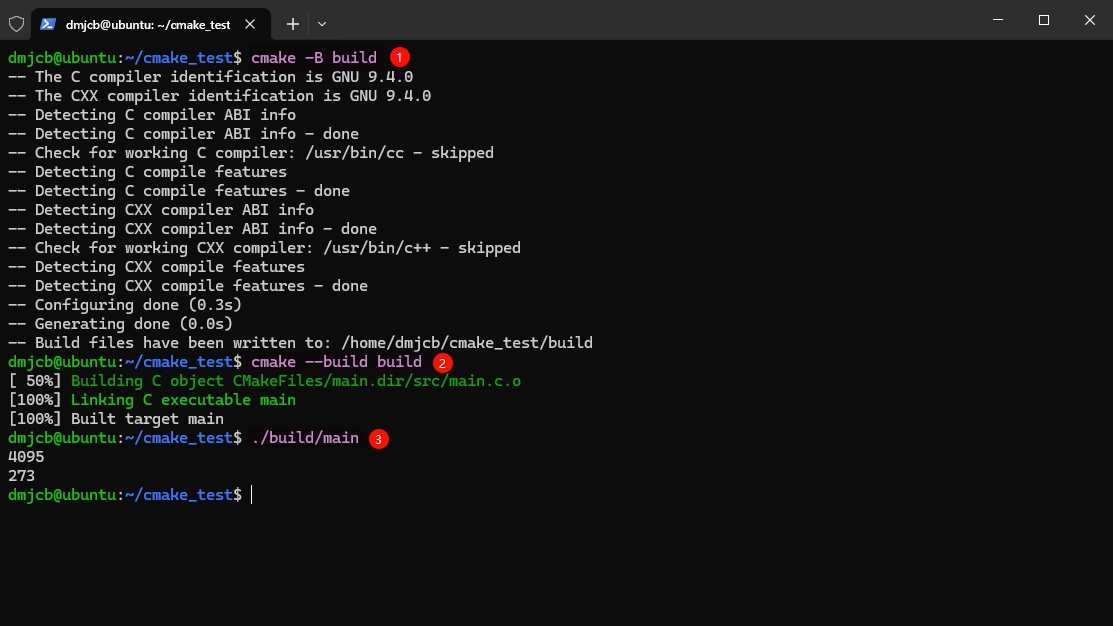 dmjcb@ubuntu: ~/cmake_test
dmjcb@ubuntu:~/cmake_test$ cmake -B build 1
-- The C compiler identification is GNU 9.4.0
-- The CXX compiler identification is GNU 9.4.0
-- Detecting C compiler ABI info
-- Detecting C compiler ABI info - done
-- Check for working C compiler: /usr/bin/cc - skipped
-- Detecting C compile features
-- Detecting C compile features - done
-- Detecting CXX compiler ABI info
-- Detecting CXX compiler ABI info - done
-- Check for working CXX compiler: /usr/bin/c++ - skipped
-- Detecting CXX compile features
-- Detecting CXX compile features - done
-- Configuring done (0.3s)
-- Generating done (0.0s)
-- Build files have been written to: /home/dmjcb/cmake_test/build
dmjcb@ubuntu:~/cmake_test$ cmake --build build 2
[ 50%] Building C object CMakeFiles/main.dir/src/main.c.o
[100%] Linking C executable main
[100%] Built target main
dmjcb@ubuntu:~/cmake_test$ ./build/main 3
4095
273
dmjcb@ubuntu:~/cmake_test$